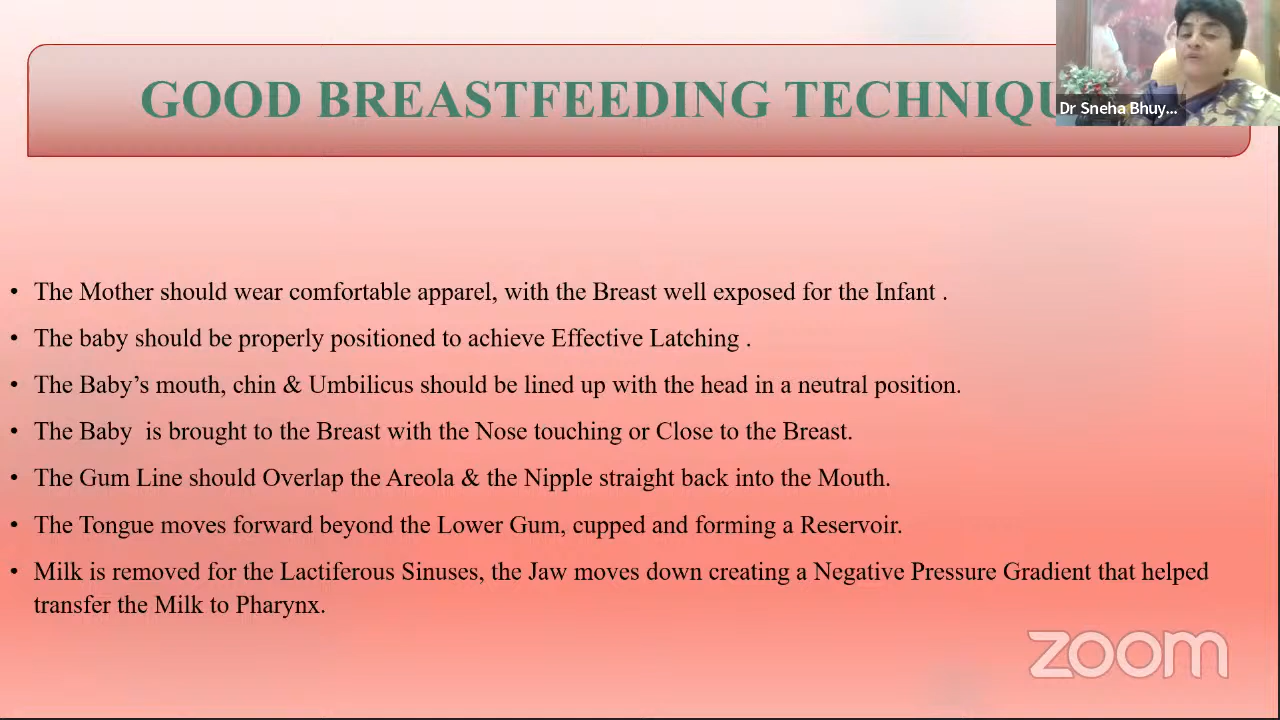 GOOD BREASTFEEDING
Dr Sneha Bhuy...
• The Mother should wear comfortable apparel, with the Breast well exposed for the Infant .
• The baby should be properly positioned to achieve Effective Latching .
• The Baby’s mouth, chin & Umbilicus should be lined up with the head in a neutral position.
• The Baby  is brought to the Breast with the Nose touching or Close to the Breast.
• The Gum Line should Overlap the Areola & the Nipple straight back into the Mouth.
• The Tongue moves forward beyond the Lower Gum, cupped and forming a Reservoir.
• Milk is removed for the Lactiferous Sinuses, the Jaw moves down creating a Negative Pressure Gradient that helped
transfer the Milk to Pharynx.
zoom